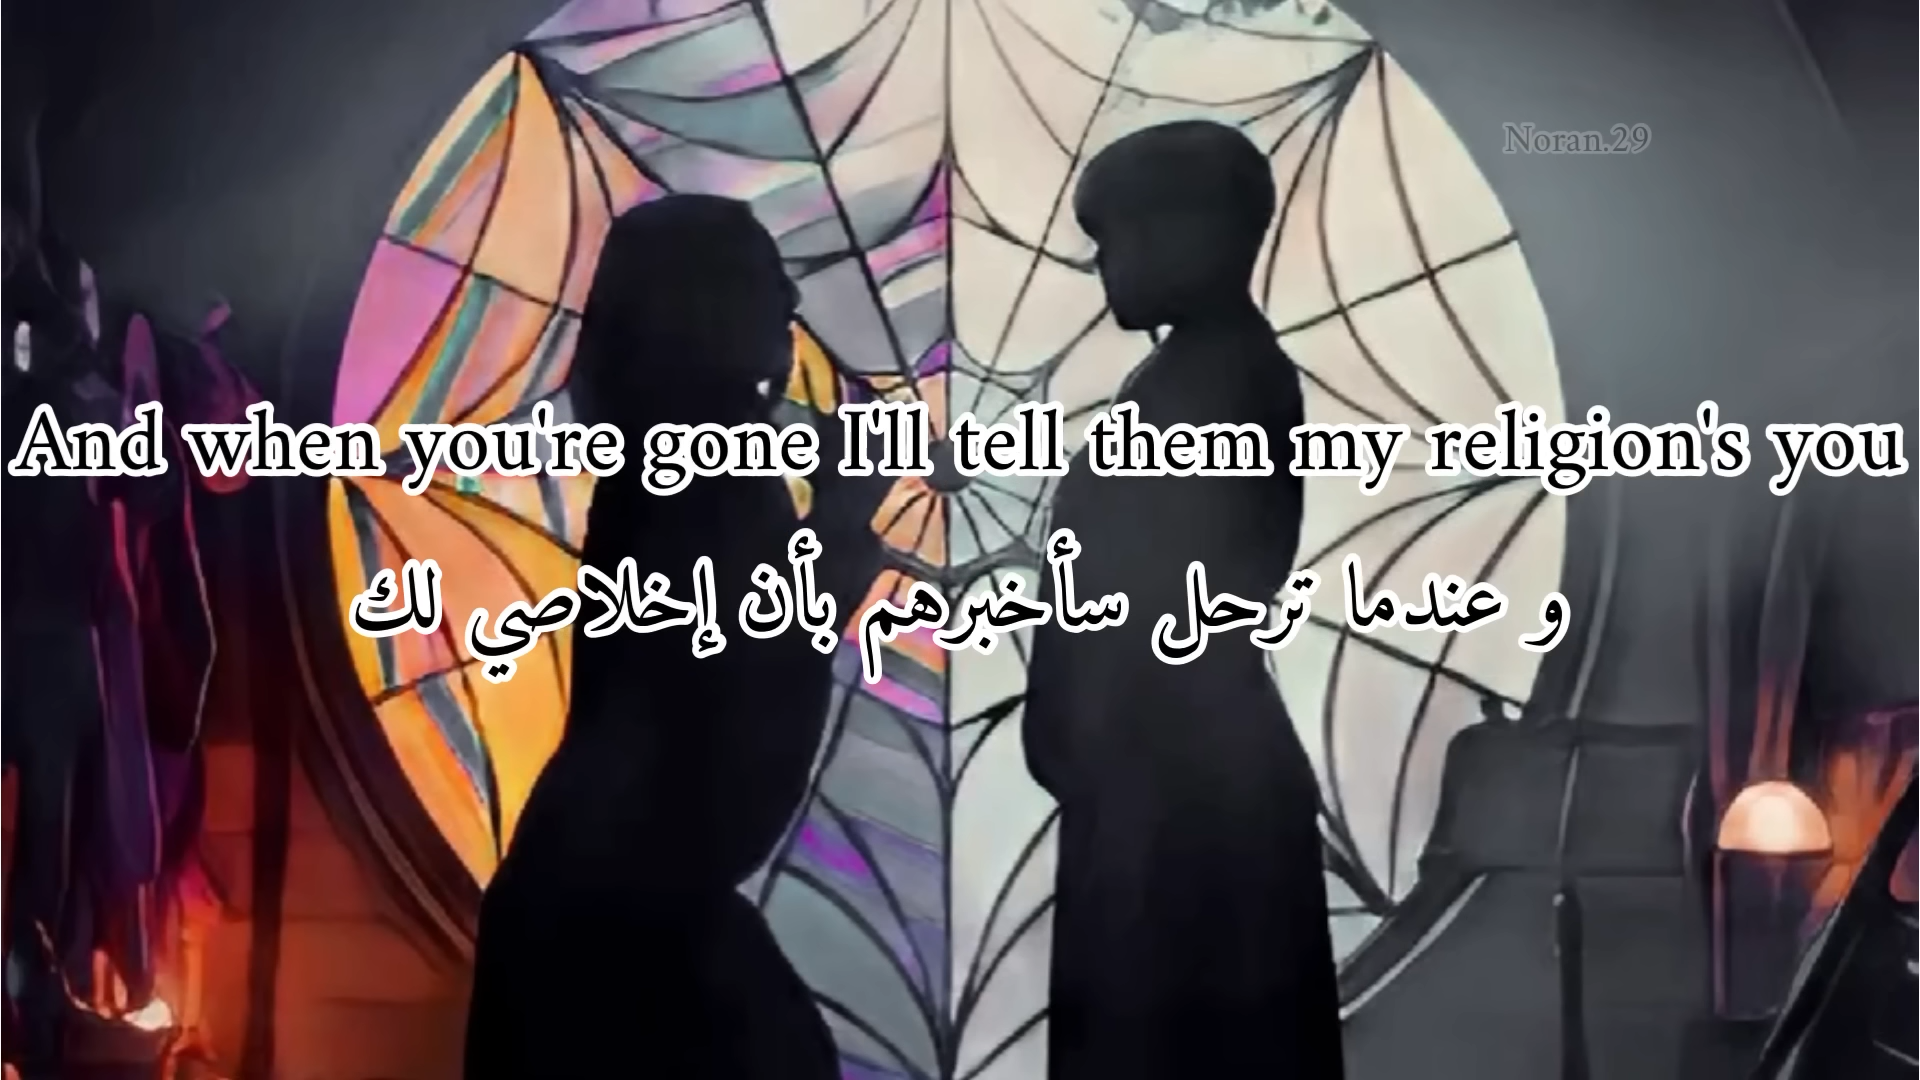 Noran.29
And when you're gone I'll tell them my religion's you
و عندما ترحل سأخبرهم بأن إخلاصي لك